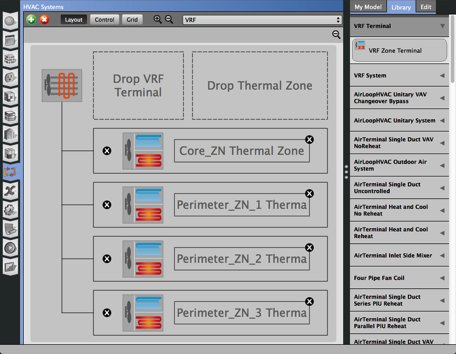 HVAC Systems
Layout
Control
Grid
VRF
Drop VRF
Terminal
Drop Thermal Zone
Core_ZN Thermal Zone
Perimeter_ZN_1 Therma
Perimeter_ZN_2 Therma
Perimeter_ZN_3 Therma
My Model
Library
Edit
VRF Terminal
VRF Zone Terminal
VRF System
AirLoopHVAC Unitary VAV
Changeover Bypass
AirLoopHVAC Unitary System
AirTerminal Single Duct VAV
NoReheat
AirLoopHVAC Outdoor Air
System
AirTerminal Single Duct
Uncontrolled
AirTerminal Heat and Cool
No Reheat
AirTerminal Heat and Cool
Reheat
AirTerminal Inlet Side Mixer
Four Pipe Fan Coil
AirTerminal Single Duct
Series PIU Reheat
AirTerminal Single Duct
Parallel PIU Reheat
AirTerminal Single Duct VAV